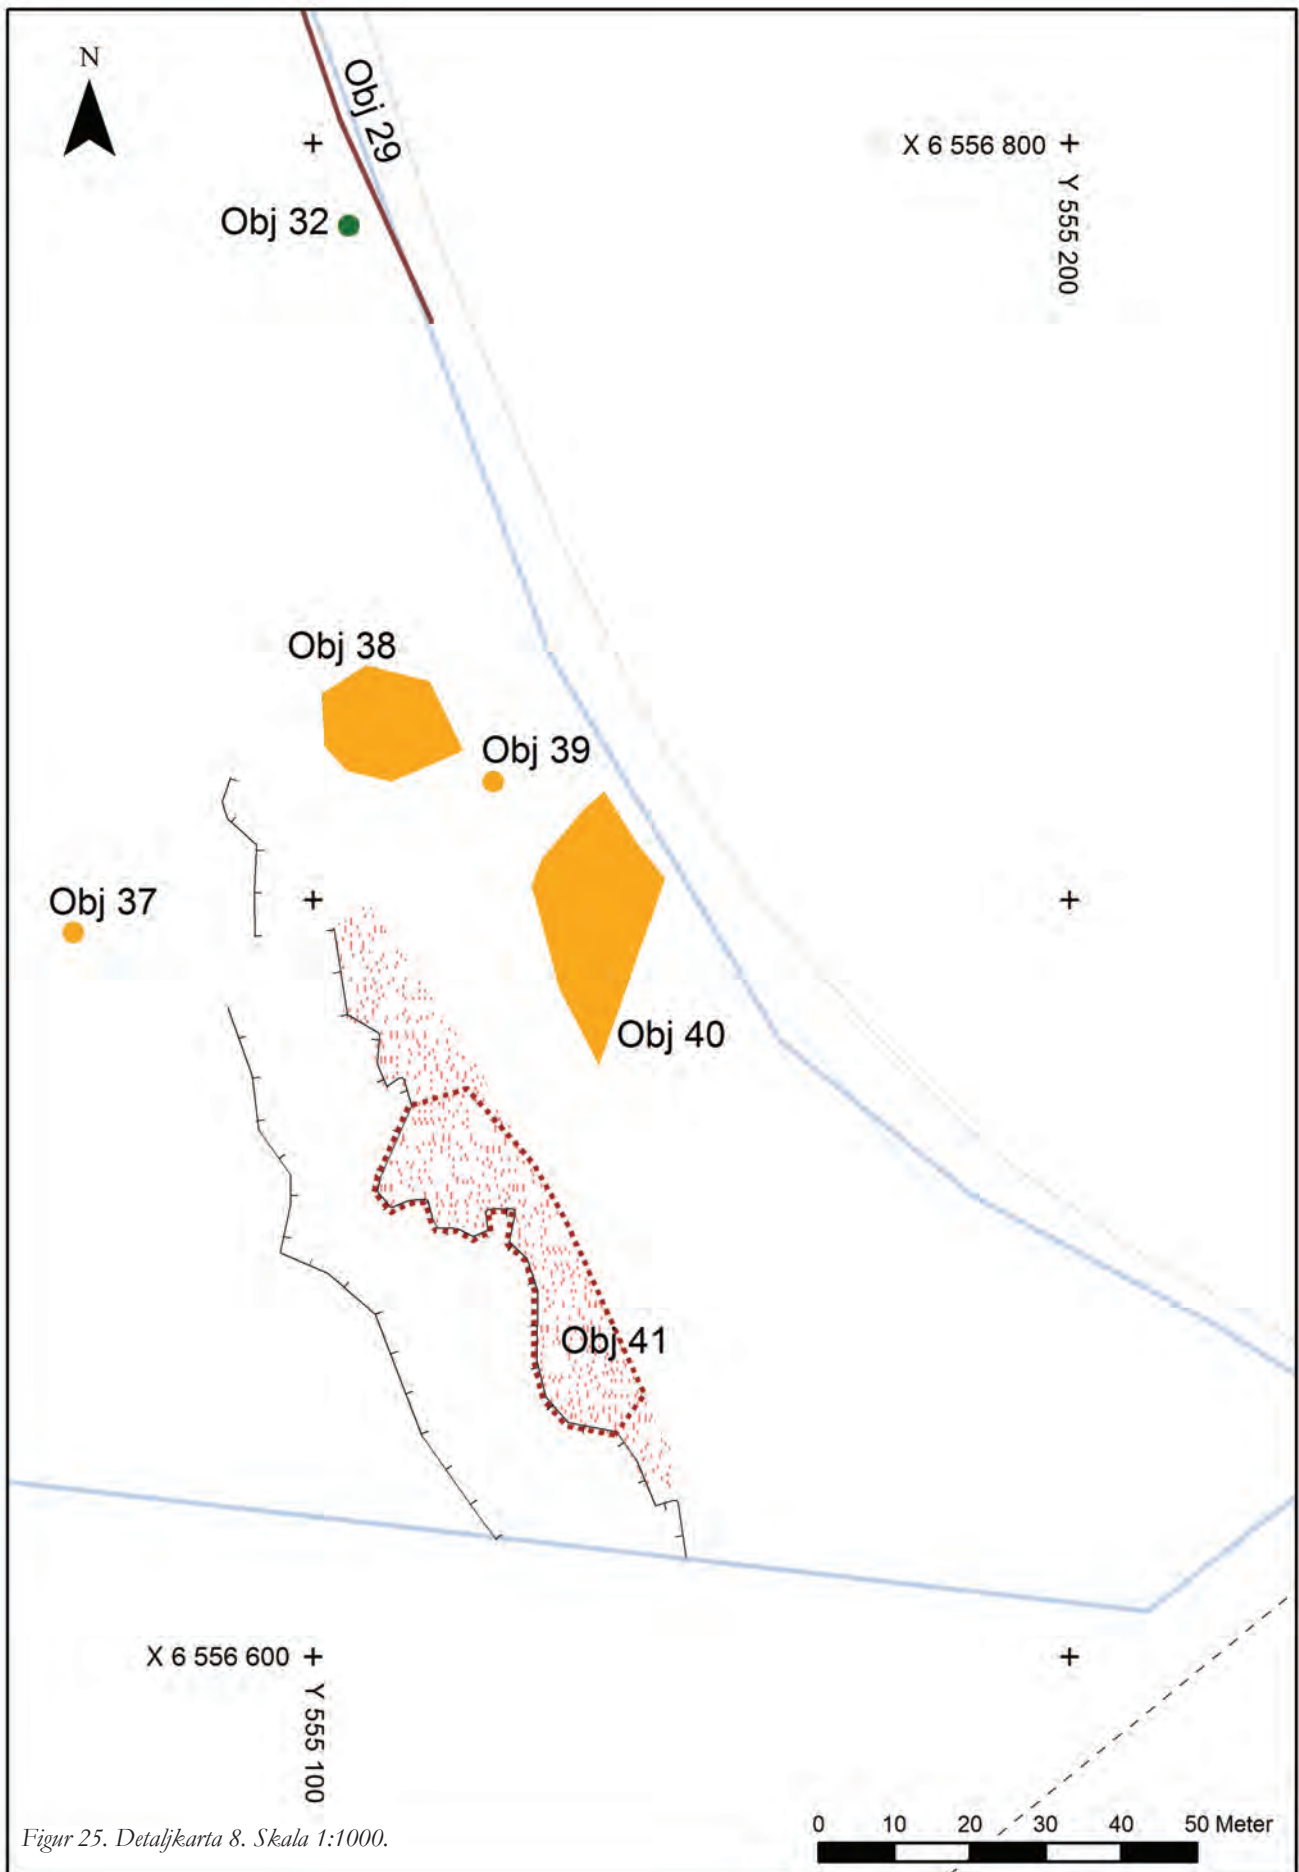 N
Obj 29
X 6 556 800
Y 555 200
Obj 32
Obj 38
Obj 39
Obj 37
Obj 40
Obj 41
X 6 556 600
Y 555 100
0 10 20 30 40 50 Meter
Figur 25. Detaljkarta 8. Skala 1:1000.